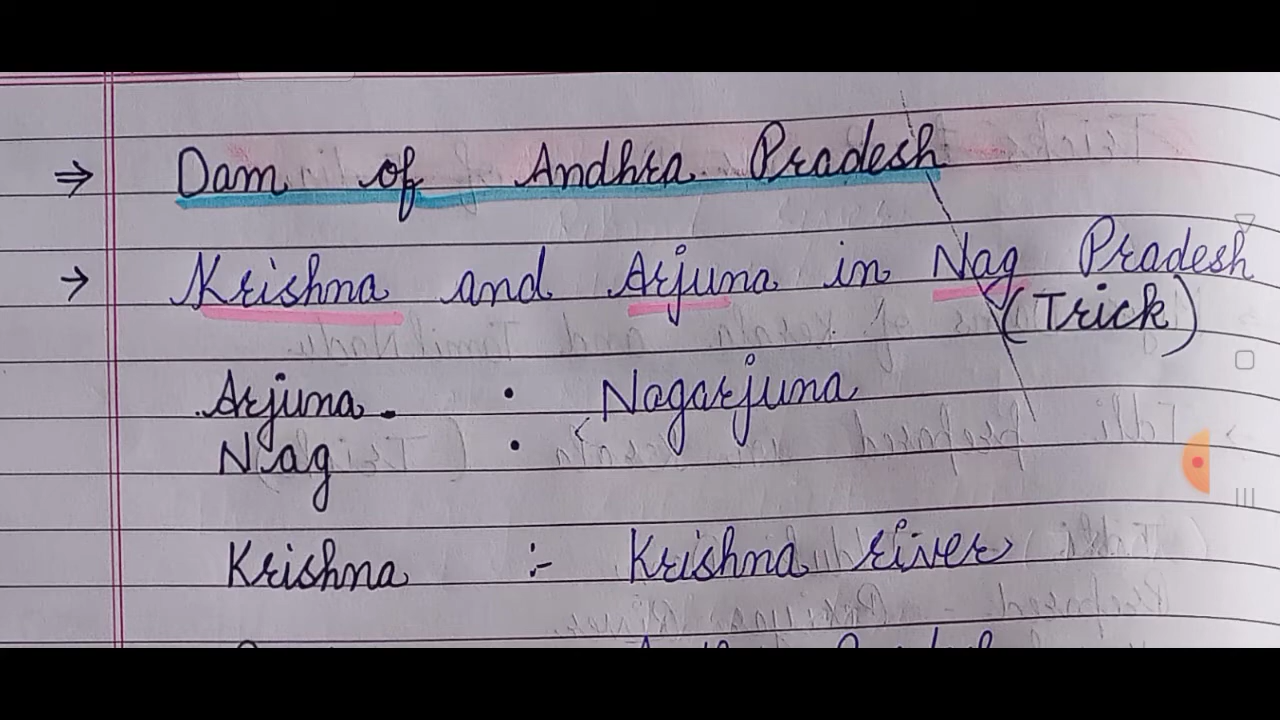 ⇒ Dam of Andhra Pradesh
→ Krishna and Arjuna in Nag Pradesh
(Trick)
Arjuna . • Nagarjuna
Nag •
Krishna :- Krishna river